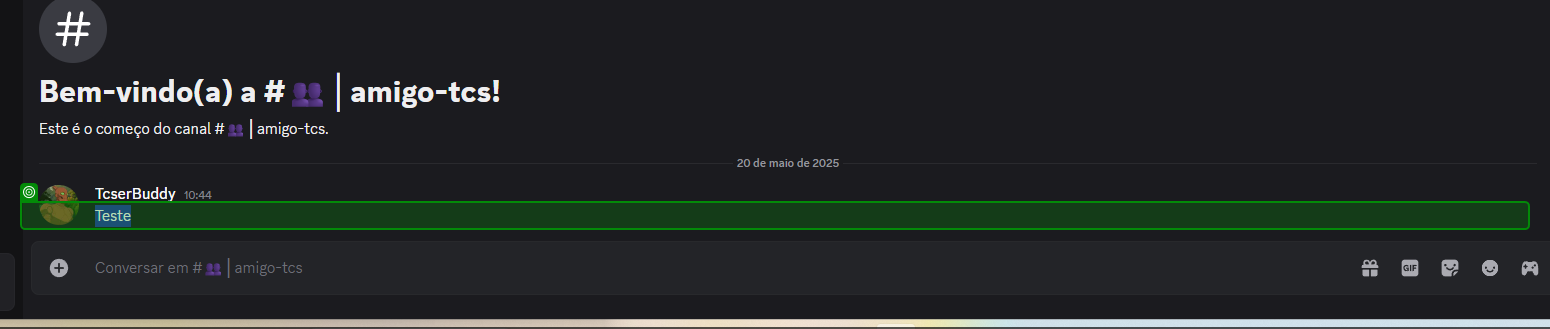 #
Bem-vindo(a) a # 👥 | amigo-tcs!
Este é o começo do canal # 👥 | amigo-tcs.
20 de maio de 2025
TcserBuddy 10:44
Teste
Conversar em # 👥 | amigo-tcs
GIF